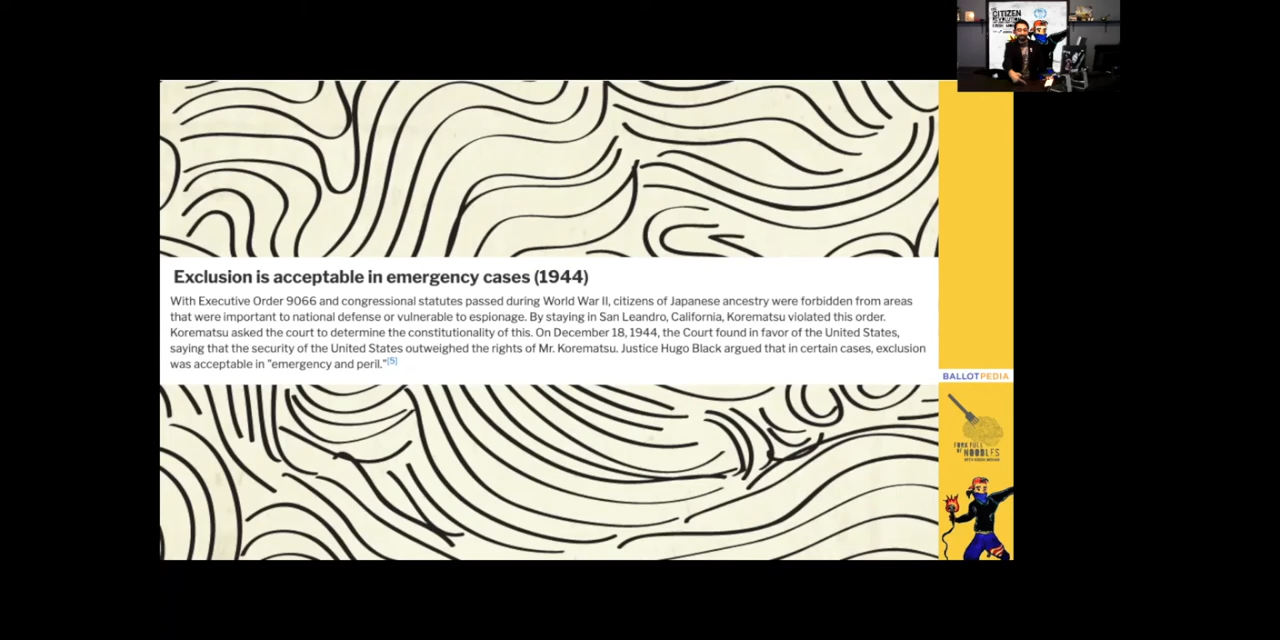 THE
CITIZEN
REVOLUTION
Exclusion is acceptable in emergency cases (1944)
With Executive Order 9066 and congressional statutes passed during World War II, citizens of Japanese ancestry were forbidden from areas
that were important to national defense or vulnerable to espionage. By staying in San Leandro, California, Korematsu violated this order.
Korematsu asked the court to determine the constitutionality of this. On December 18, 1944, the Court found in favor of the United States,
saying that the security of the United States outweighed the rights of Mr. Korematsu. Justice Hugo Black argued that in certain cases, exclusion
was acceptable in "emergency and peril."[5]
BALLOTPEDIA
FORK FULL
OF NOODLES